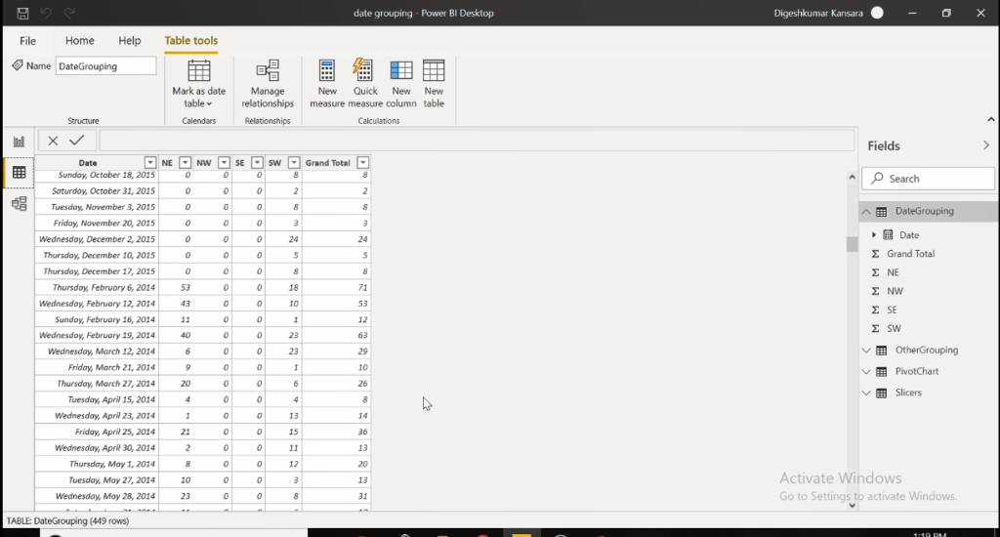 date grouping - Power BI Desktop
Digeshkumar Kansara
File Home Help Table tools
Name DateGrouping
Mark as date table
Manage relationships
New measure
Quick measure
New column
New table
Structure Calendars Relationships Calculations
Fields
Search
Date NE NW SE SW Grand Total
Sunday, October 18, 2015 0 0 0 8 8
Saturday, October 31, 2015 0 0 0 2 2
Tuesday, November 3, 2015 0 0 0 8 8
Friday, November 20, 2015 0 0 0 3 3
Wednesday, December 2, 2015 0 0 0 24 24
Thursday, December 10, 2015 0 0 0 5 5
Thursday, December 17, 2015 0 0 0 8 8
Thursday, February 6, 2014 53 0 0 18 71
Wednesday, February 12, 2014 43 0 0 10 53
Sunday, February 16, 2014 11 0 0 1 12
Wednesday, February 19, 2014 40 0 0 23 63
Wednesday, March 12, 2014 6 0 0 23 29
Friday, March 21, 2014 9 0 0 1 10
Thursday, March 27, 2014 20 0 0 6 26
Tuesday, April 15, 2014 4 0 0 4 8
Wednesday, April 23, 2014 1 0 0 13 14
Friday, April 25, 2014 21 0 0 15 36
Wednesday, April 30, 2014 2 0 0 11 13
Thursday, May 1, 2014 8 0 0 12 20
Tuesday, May 27, 2014 10 0 0 3 13
Wednesday, May 28, 2014 23 0 0 8 31
DateGrouping
Date
Σ Grand Total
Σ NE
Σ NW
Σ SE
Σ SW
OtherGrouping
PivotChart
Slicers
Activate Windows
Go to Settings to activate Windows.
TABLE: DateGrouping (449 rows)
1:19 PM